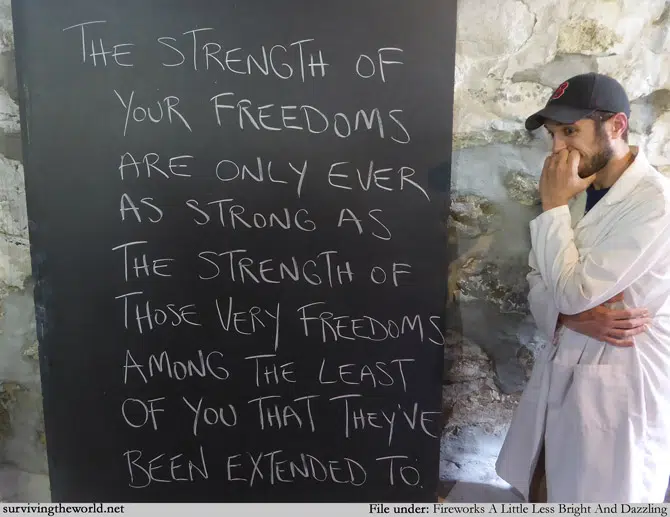 THE STRENGTH OF
YOUR FREEDOMS
ARE ONLY EVER
AS STRONG AS
THE STRENGTH OF
THOSE VERY FREEDOMS
AMONG THE LEAST
OF YOU THAT THEY'VE
BEEN EXTENDED TO.
B
survivingtheworld.net
File under: Fireworks A Little Less Bright And Dazzling